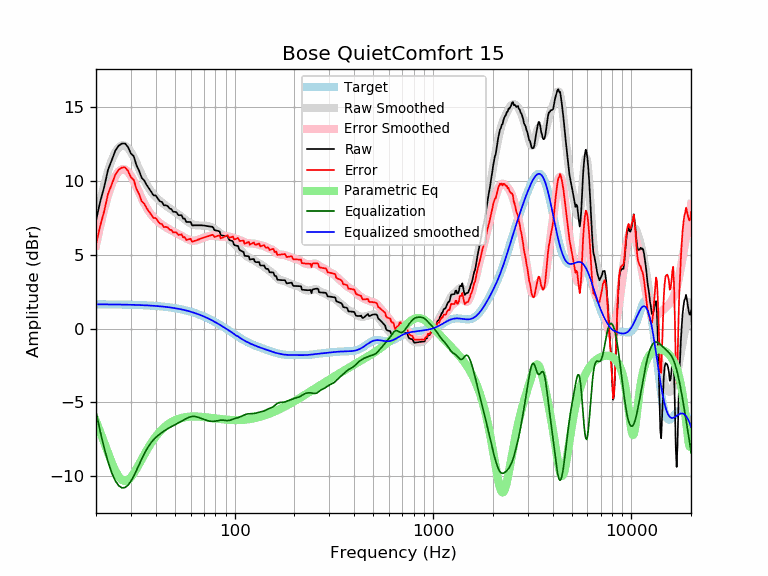 Bose QuietComfort 15
Target
Raw Smoothed
Error Smoothed
Raw
Error
Parametric Eq
Equalization
Equalized smoothed
Amplitude (dBr)
15
10
5
0
−5
−10
100
1000
10000
Frequency (Hz)